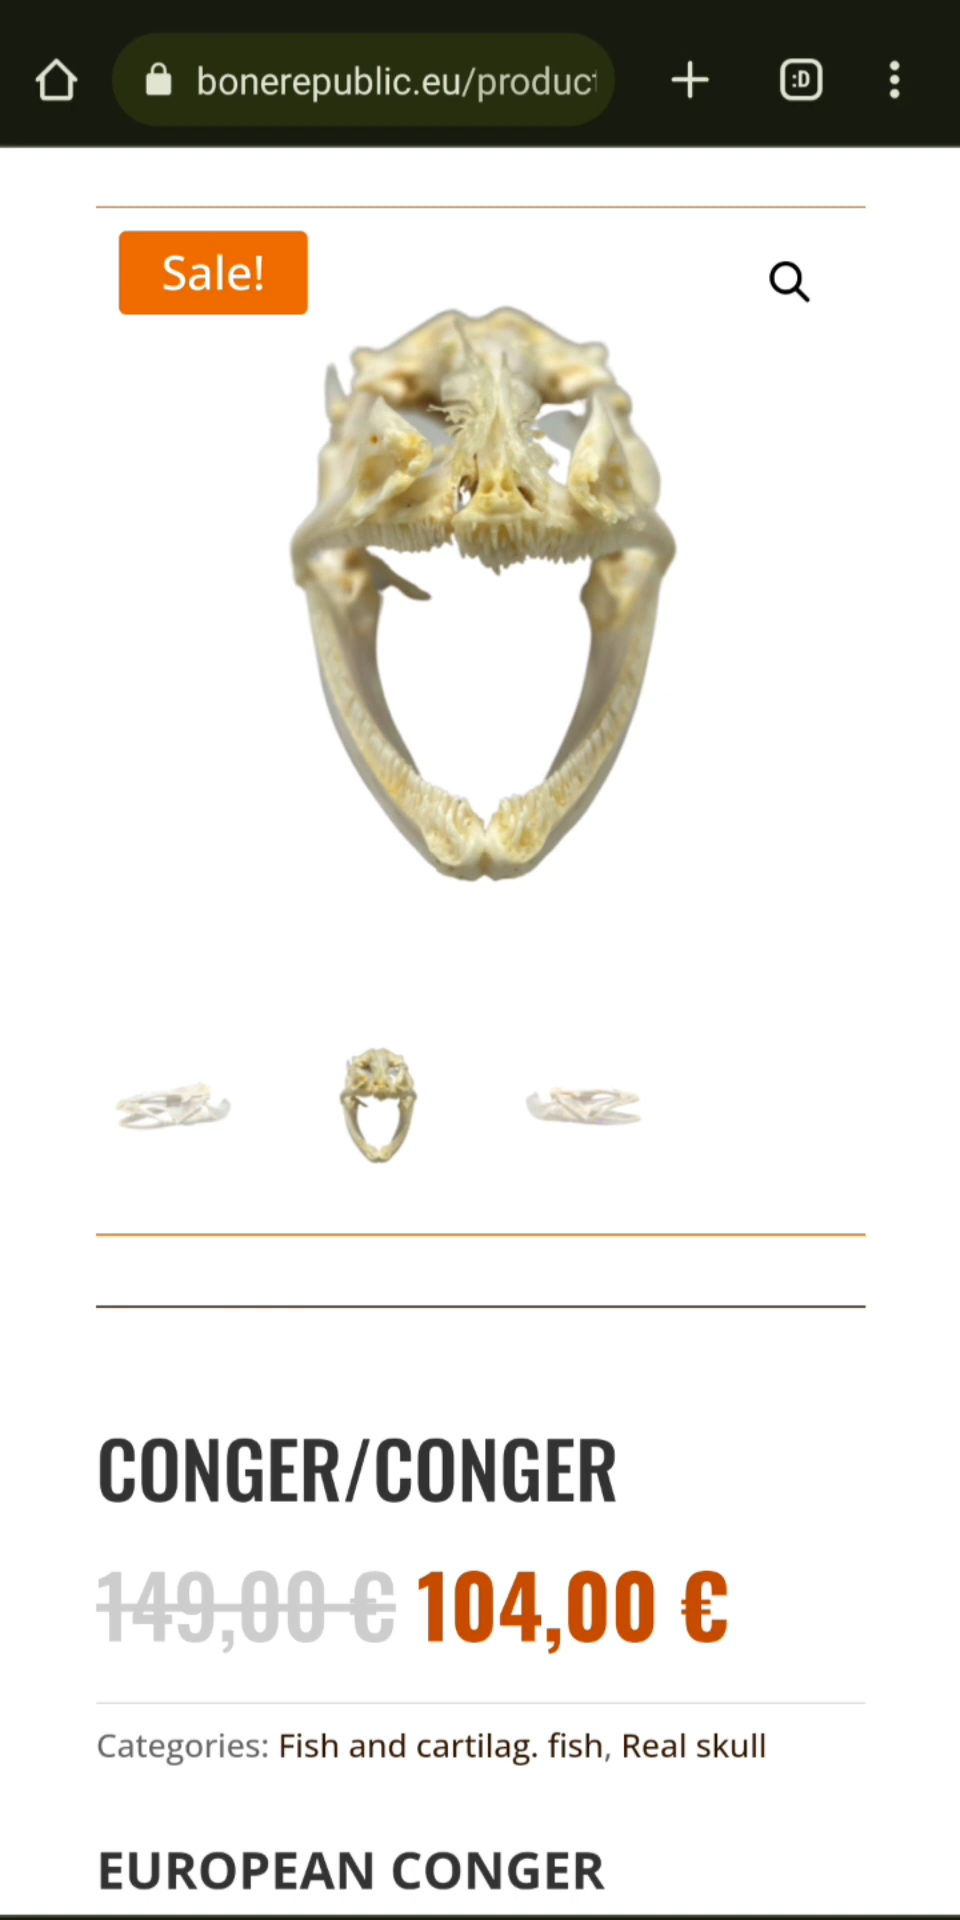 bonerepublic.eu/product
:D
Sale!
CONGER/CONGER
149,00 € 104,00 €
Categories: Fish and cartilag. fish, Real skull
EUROPEAN CONGER